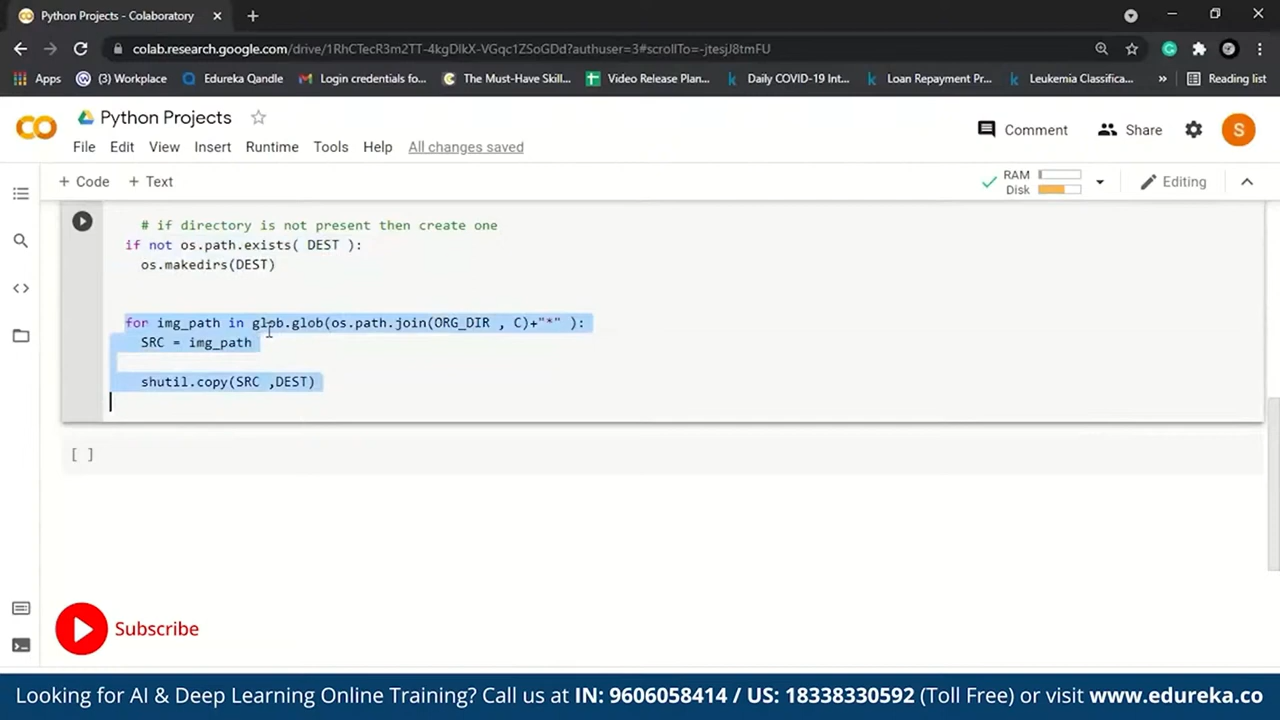 Python Projects - Colaboratory
colab.research.google.com/drive/1RhCTecR3m2TT-4kgDlkX-VGqc1ZSoGDd?authuser=3#scrollTo=-jtesjJ8tmFU
Apps (3) Workplace Edureka Qandle Login credentials fo... The Must-Have Skill... Video Release Plan... Daily COVID-19 Int... Loan Repayment Pr... Leukemia Classifica... » Reading list
Python Projects
Comment Share S
File Edit View Insert Runtime Tools Help All changes saved
+ Code + Text RAM Disk Editing
# if directory is not present then create one
if not os.path.exists( DEST ):
os.makedirs(DEST)
for img_path in glob.glob(os.path.join(ORG_DIR , C)+"*" ):
SRC = img_path
shutil.copy(SRC ,DEST)
[ ]
Subscribe
Looking for AI & Deep Learning Online Training? Call us at IN: 9606058414 / US: 18338330592 (Toll Free) or visit www.edureka.co